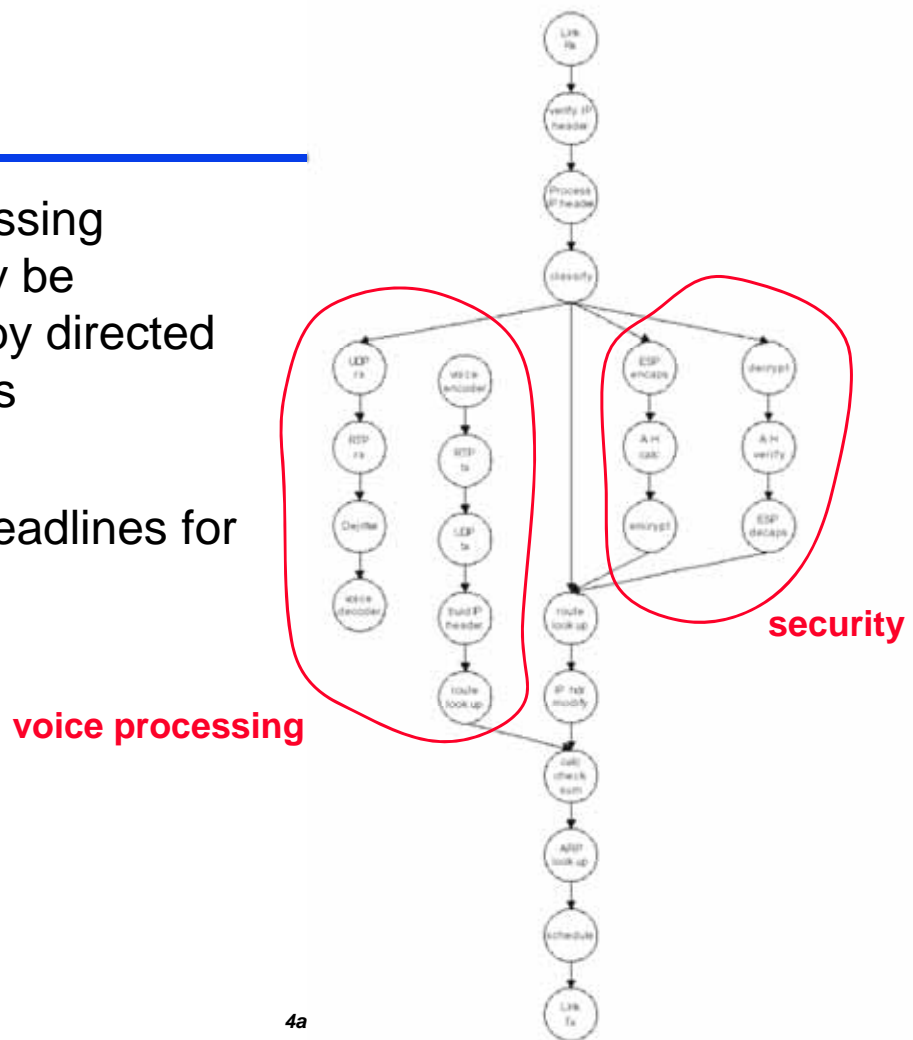 essing
y be
by directed
s
eadlines for
voice processing
security
4a
Link
Rx
verify IP
header
Process
IP header
classify
UDP
rx
RTP
rx
Dejitter
voice
decoder
voice
encoder
RTP
tx
UDP
tx
build IP
header
route
look up
ESP
encaps
AH
calc
encrypt
decrypt
AH
verify
ESP
decaps
route
look up
IP hdr
modify
calc
check
sum
ARP
look up
schedule
Link
Tx